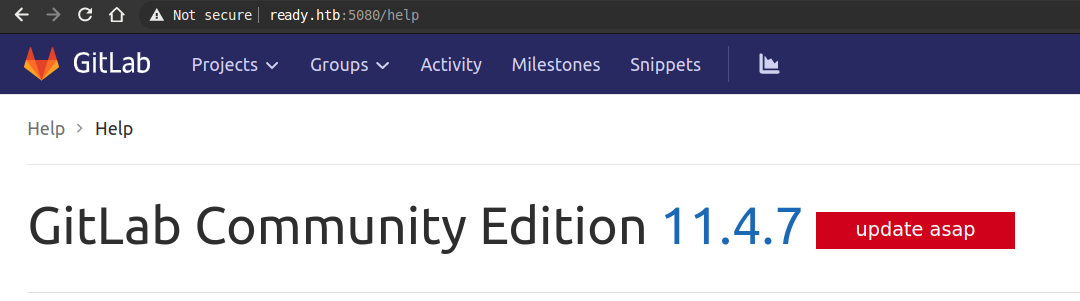 Not secure ready.htb:5080/help
GitLab Projects Groups Activity Milestones Snippets
Help > Help
GitLab Community Edition 11.4.7 update asap